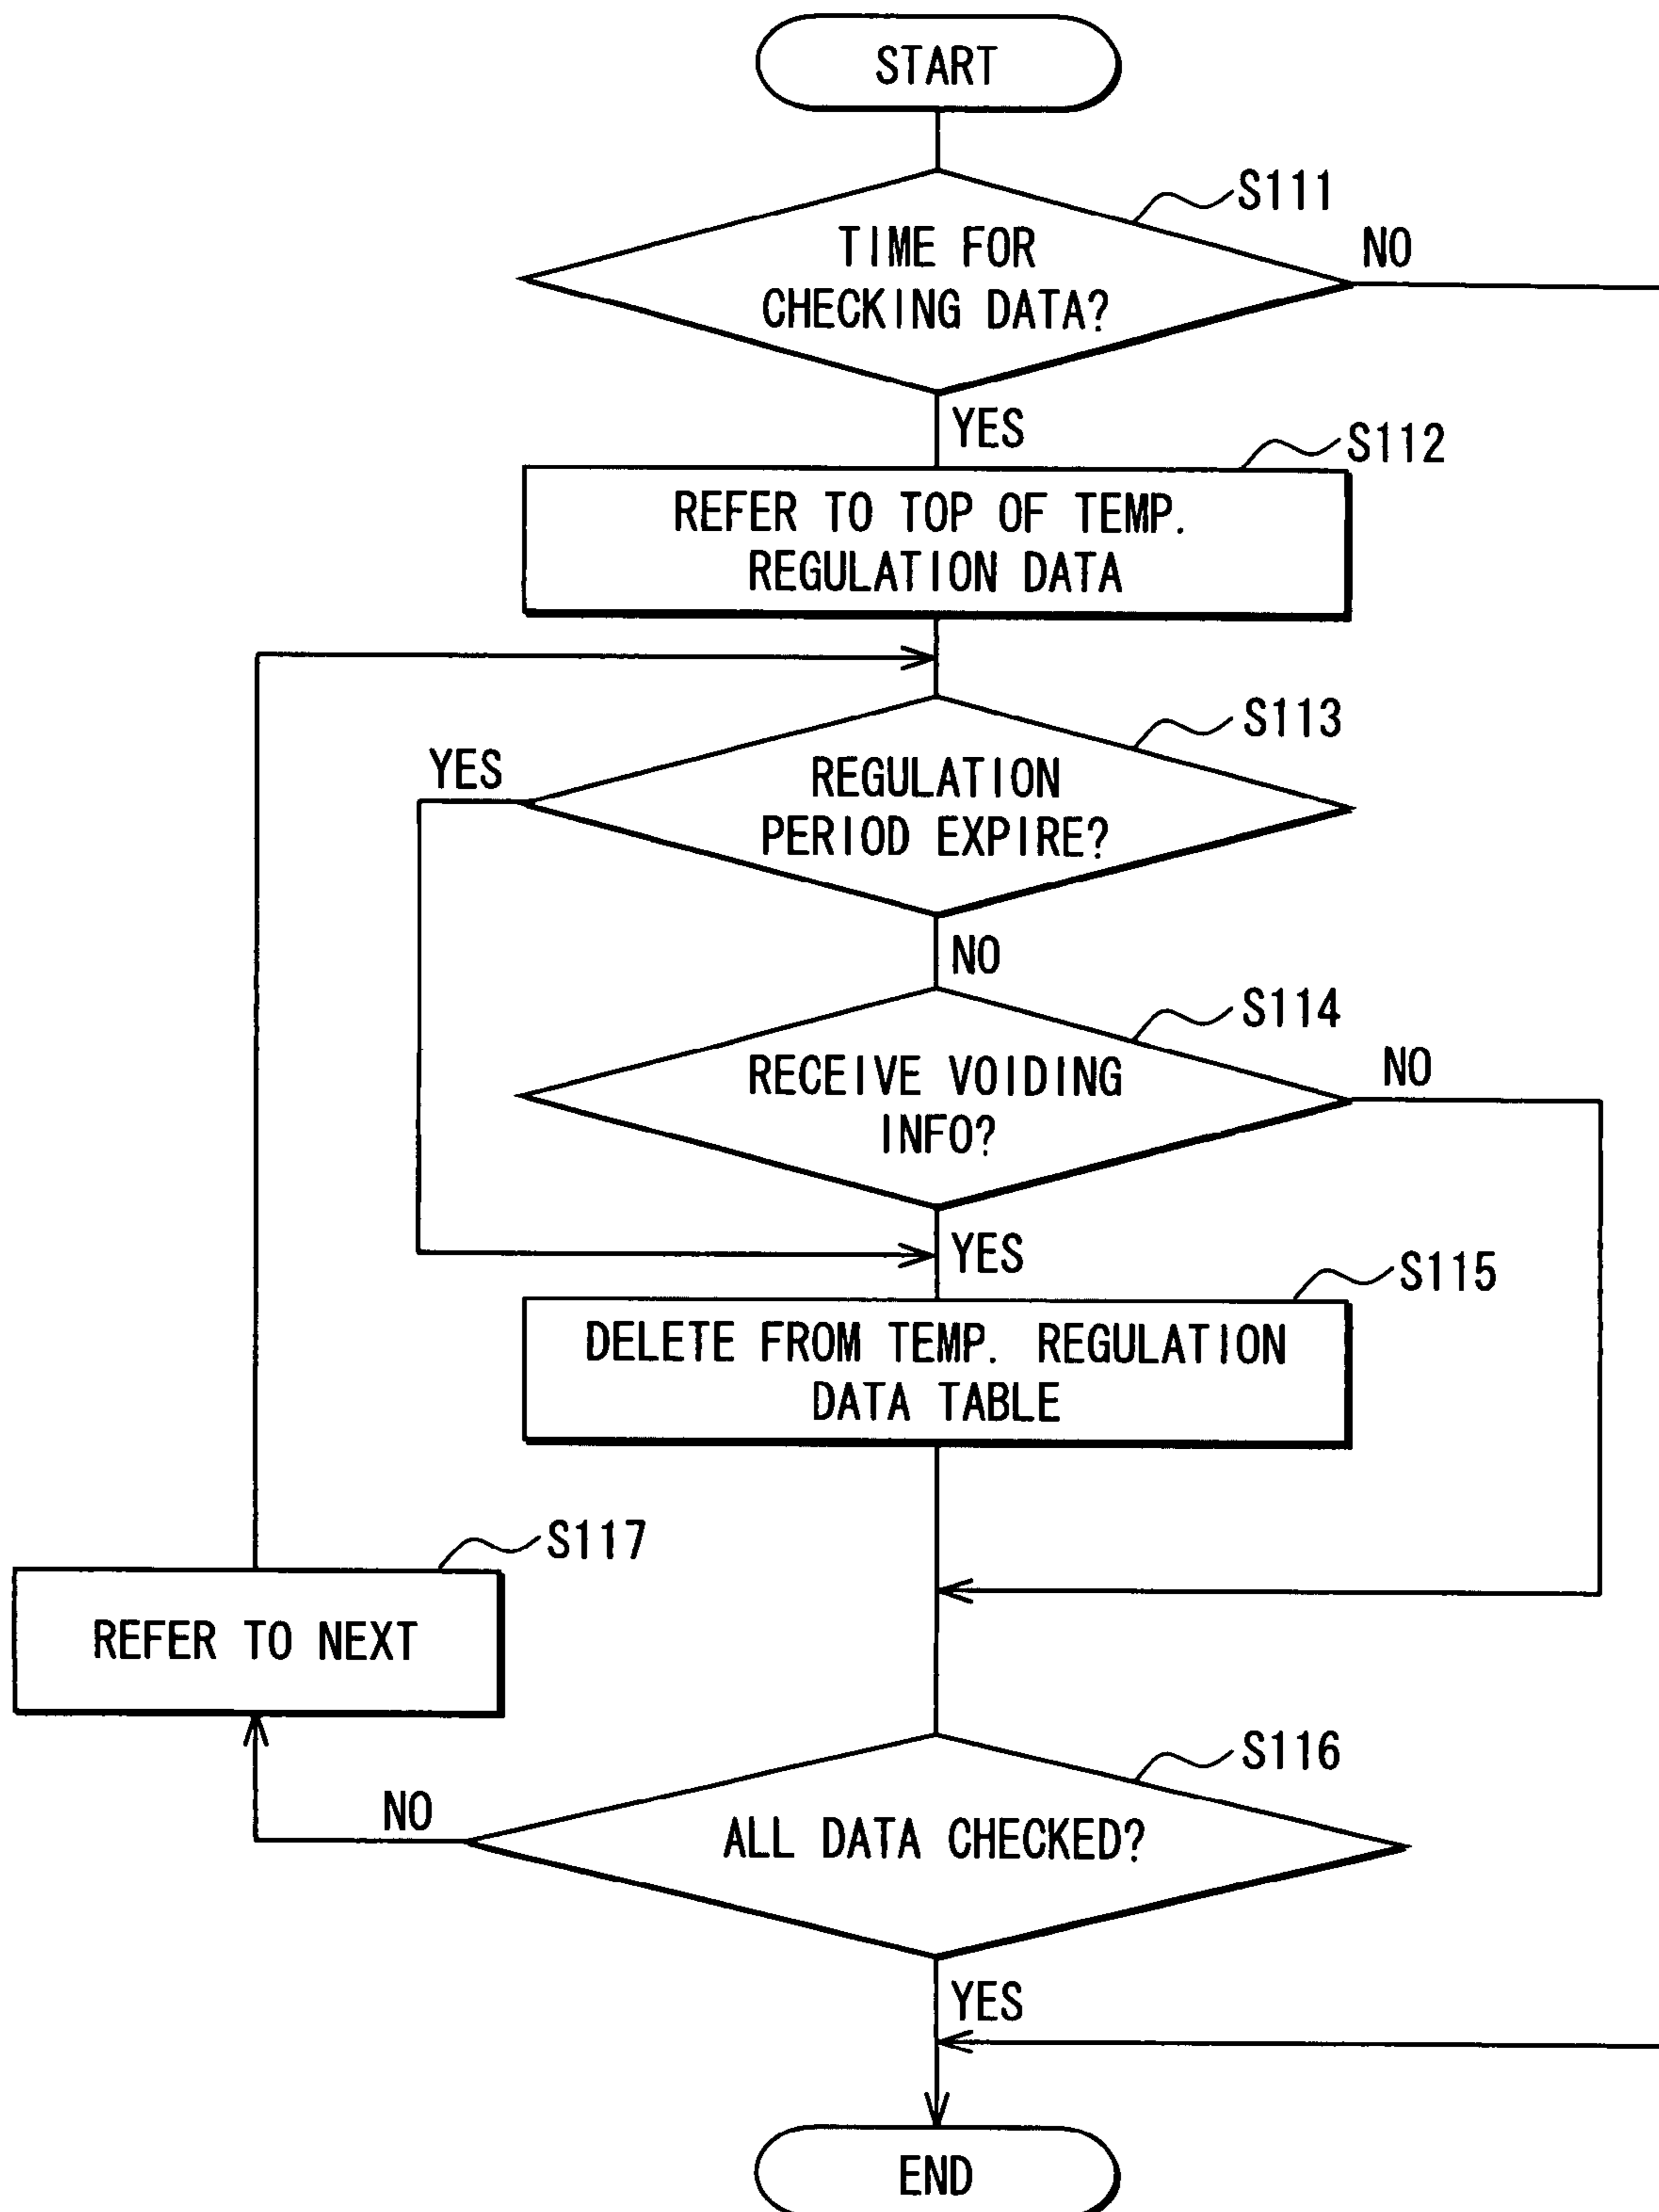 START
S111
TIME FOR
CHECKING DATA?
NO
YES
S112
REFER TO TOP OF TEMP.
REGULATION DATA
S113
YES
REGULATION
PERIOD EXPIRE?
NO
S114
RECEIVE VOIDING
INFO?
NO
YES
S115
DELETE FROM TEMP. REGULATION
DATA TABLE
S117
REFER TO NEXT
S116
NO
ALL DATA CHECKED?
YES
END